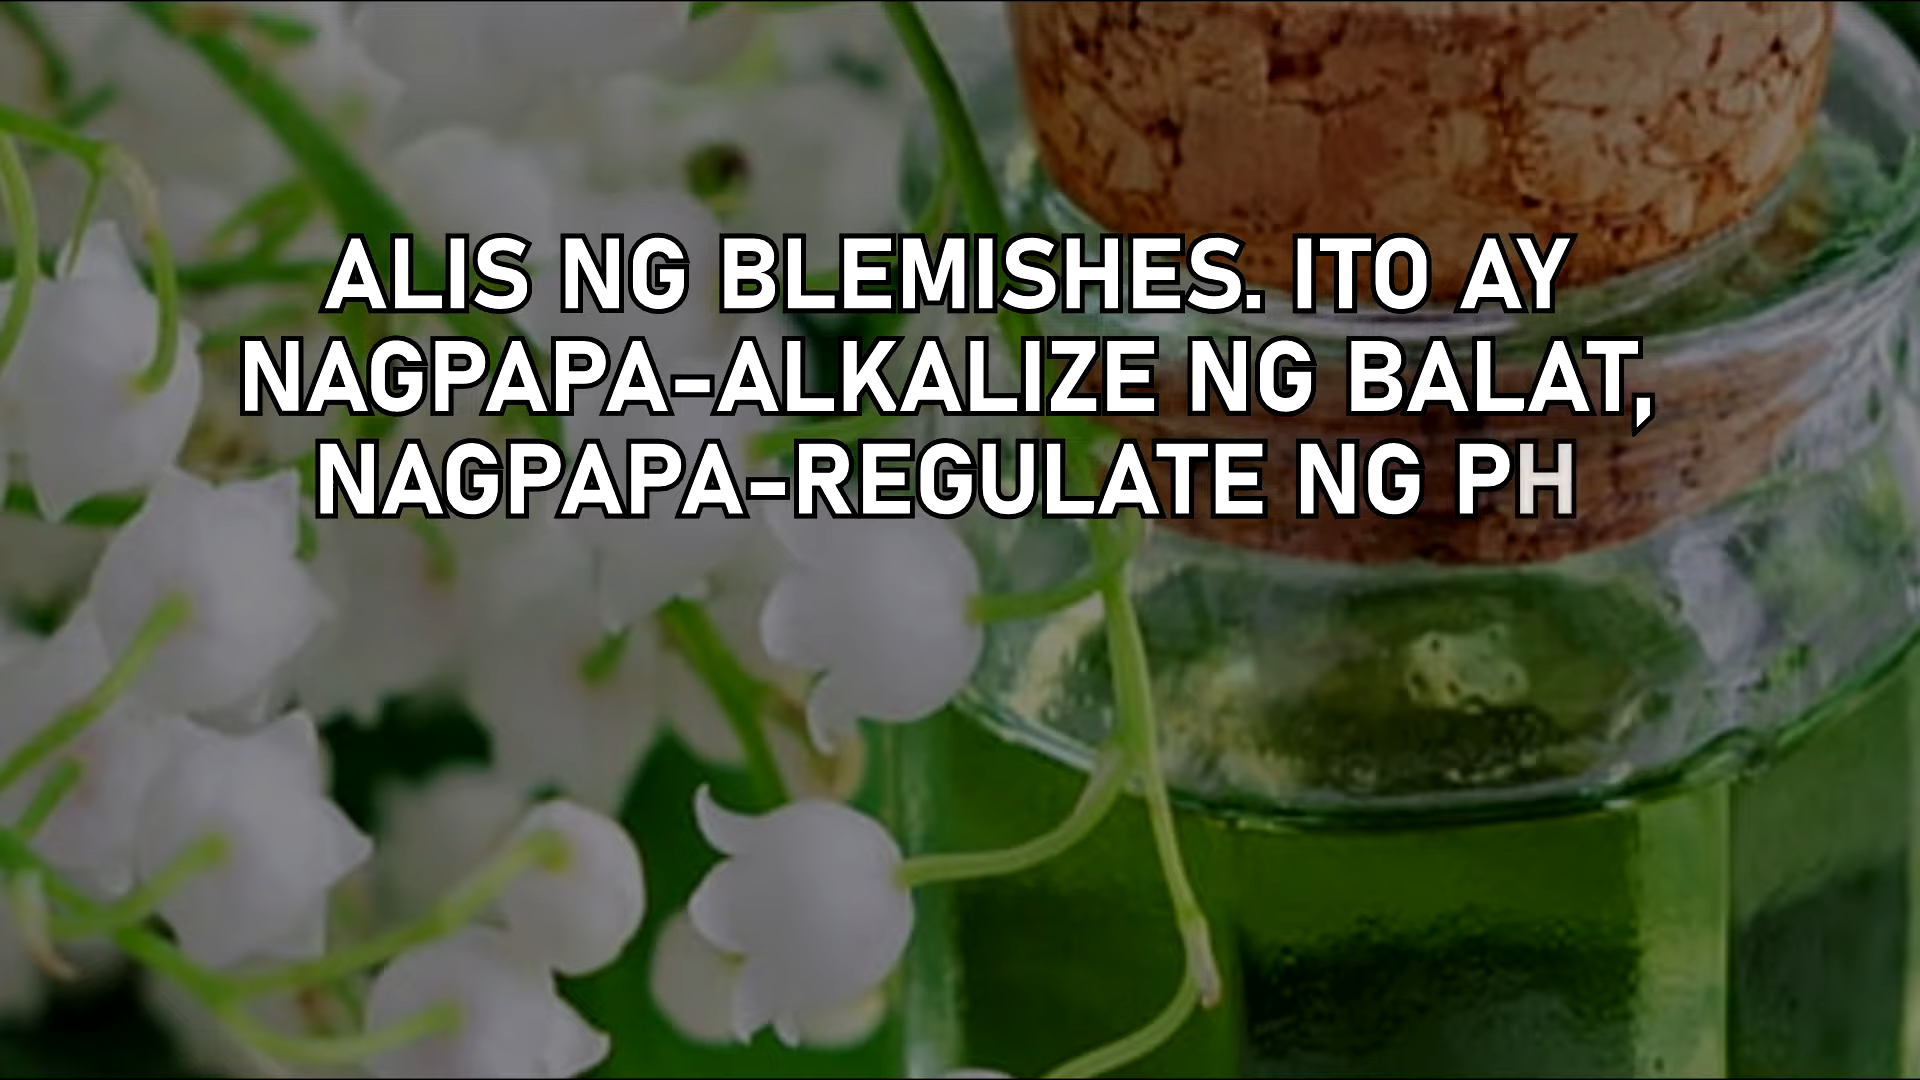 ALIS NG BLEMISHES. ITO AY
NAGPAPA-ALKALIZE NG BALAT,
NAGPAPA-REGULATE NG PH